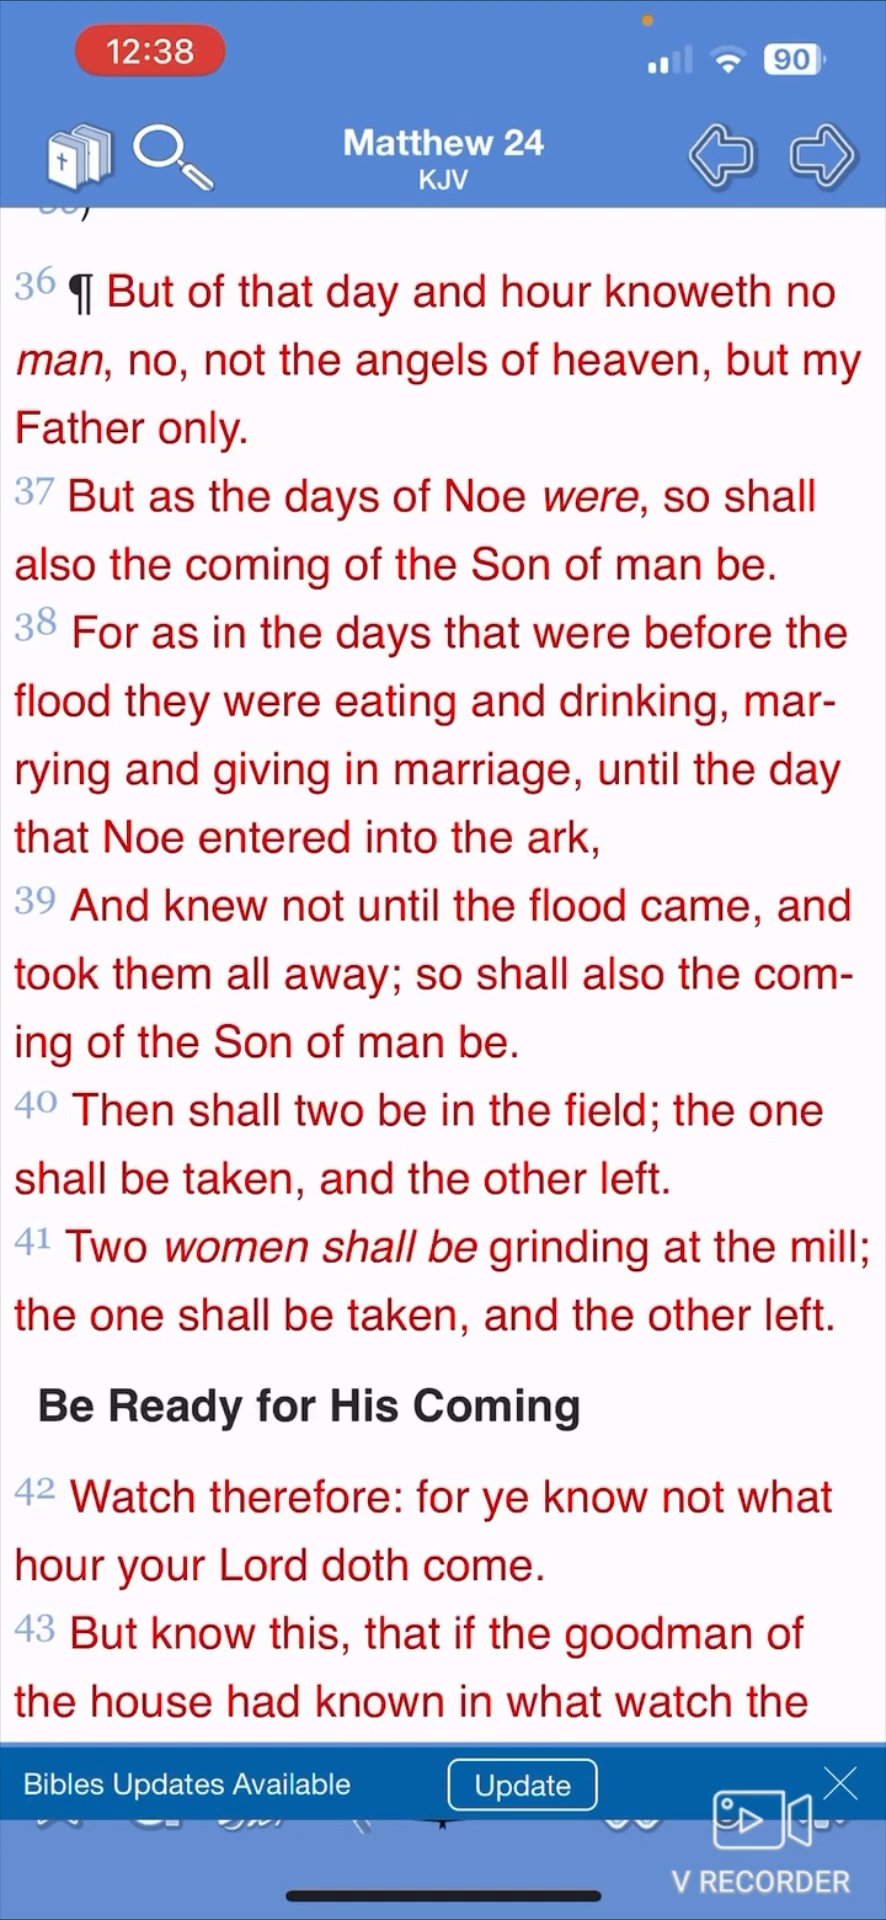 12:38
90
Matthew 24
KJV
36 ¶ But of that day and hour knoweth no
man, no, not the angels of heaven, but my
Father only.
37 But as the days of Noe were, so shall
also the coming of the Son of man be.
38 For as in the days that were before the
flood they were eating and drinking, mar-
rying and giving in marriage, until the day
that Noe entered into the ark,
39 And knew not until the flood came, and
took them all away; so shall also the com-
ing of the Son of man be.
40 Then shall two be in the field; the one
shall be taken, and the other left.
41 Two women shall be grinding at the mill;
the one shall be taken, and the other left.
Be Ready for His Coming
42 Watch therefore: for ye know not what
hour your Lord doth come.
43 But know this, that if the goodman of
the house had known in what watch the
Bibles Updates Available
Update
V RECORDER